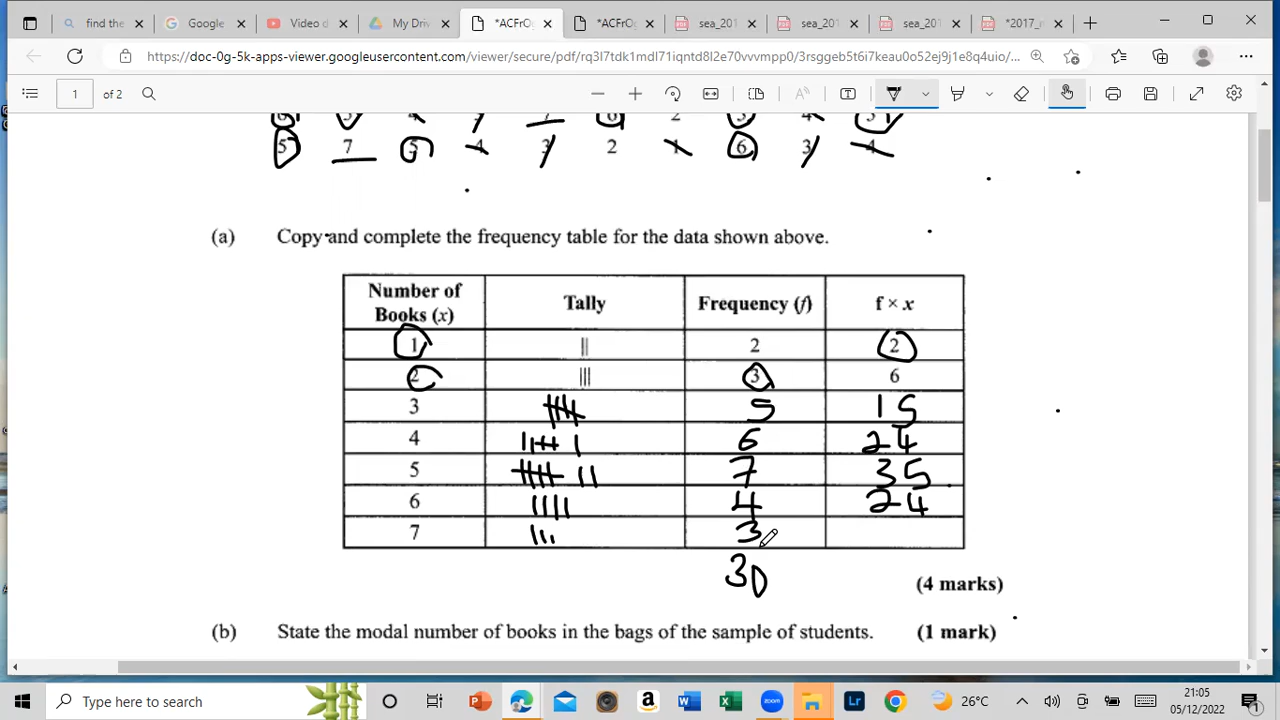 find the
Google
Video d
My Driv
*ACFrOg
*ACFrOg
sea_201
sea_201
sea_201
*2017_r
https://doc-0g-5k-apps-viewer.googleusercontent.com/viewer/secure/pdf/rq3l7tdk1mdl71iqntd8l2e70vvmpp0/3rsggeb5t6i7keau0o52ej9j1e8q4uio/...
1 of 2
5 7 5 4 3 2 1 6 3 4
(a) Copy and complete the frequency table for the data shown above.
Number of Books (x) Tally Frequency (f) f × x
1 || 2 2
2 ||| 3 6
3 5 15
4 6 24
5 7 35
6 |||| 4 24
7 ||| 3
30
(4 marks)
(b) State the modal number of books in the bags of the sample of students. (1 mark)
Type here to search
26°C
21:05
05/12/2022